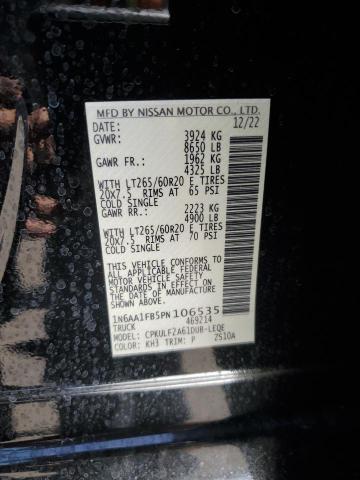 MFD BY NISSAN MOTOR CO., LTD.
DATE: 12/22
GVWR: 3924 KG
8650 LB
GAWR FR.: 1962 KG
4325 LB
WITH LT265/60R20 E TIRES
20X7.5 RIMS AT 65 PSI
COLD SINGLE
GAWR RR.: 2223 KG
4900 LB
WITH LT265/60R20 E TIRES
20X7.5 RIMS AT 70 PSI
COLD SINGLE
THIS VEHICLE CONFORMS TO ALL
APPLICABLE FEDERAL
MOTOR VEHICLE SAFETY STANDARDS
IN EFFECT ON THE DATE OF
MANUFACTURE SHOWN ABOVE.
1N6AA1FB5PN106535
TRUCK 469214
MODEL: CPKULFZA61DUB-LEQE
COLOR: KH3 TRIM: P ZS10A